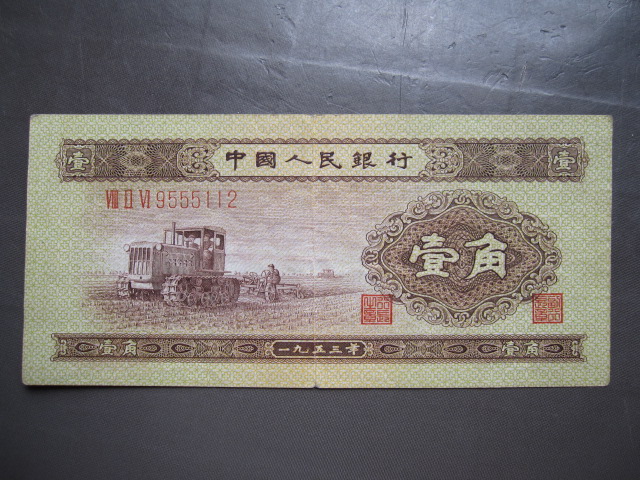 壹 中國人民銀行 壹
VIII II VI 9555112
壹角
壹角 一九五三年 壹角